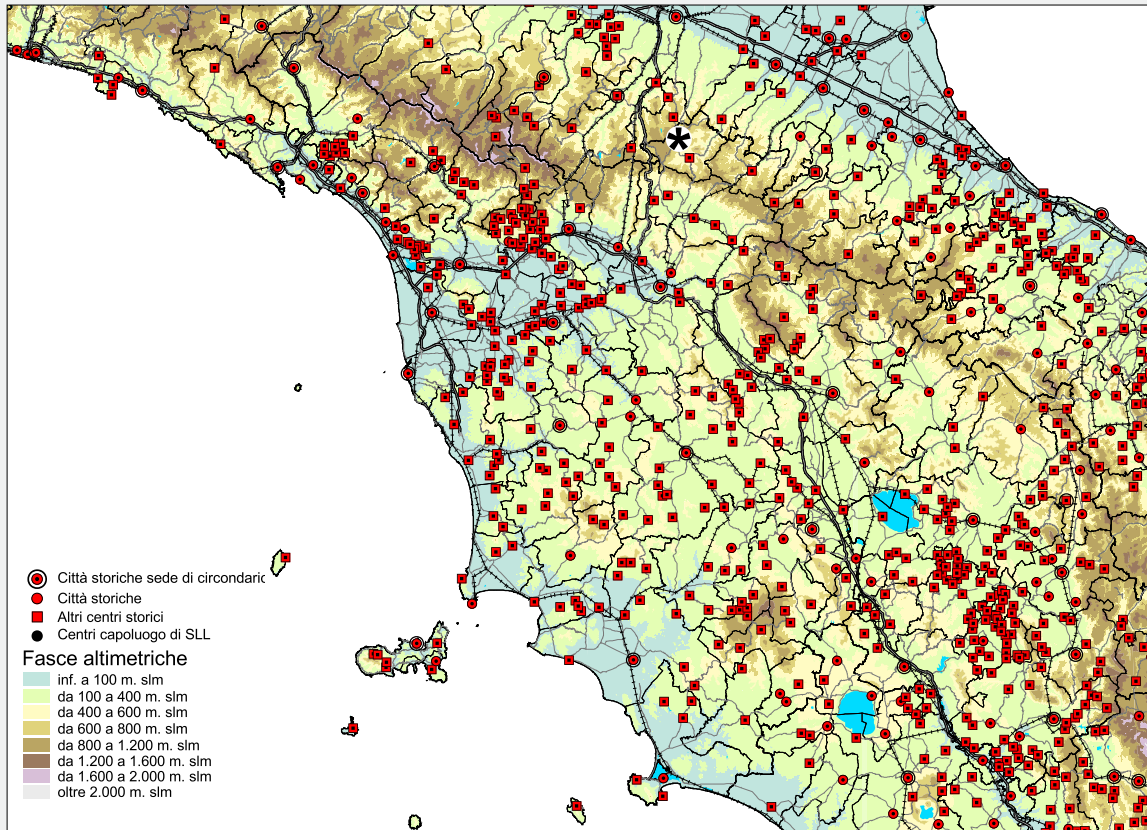 *
Città storiche sede di circondaric
Città storiche
Altri centri storici
Centri capoluogo di SLL
Fasce altimetriche
inf. a 100 m. slm
da 100 a 400 m. slm
da 400 a 600 m. slm
da 600 a 800 m. slm
da 800 a 1.200 m. slm
da 1.200 a 1.600 m. slm
da 1.600 a 2.000 m. slm
oltre 2.000 m. slm